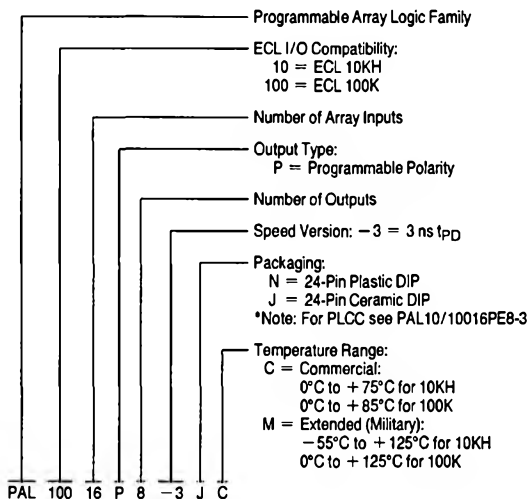 Programmable Array Logic Family
ECL I/O Compatibility:
10 = ECL 10KH
100 = ECL 100K
Number of Array Inputs
Output Type:
P = Programmable Polarity
Number of Outputs
Speed Version: −3 = 3 ns tPD
Packaging:
N = 24-Pin Plastic DIP
J = 24-Pin Ceramic DIP
*Note: For PLCC see PAL10/10016PE8-3
Temperature Range:
C = Commercial:
0°C to +75°C for 10KH
0°C to +85°C for 100K
M = Extended (Military):
−55°C to +125°C for 10KH
0°C to +125°C for 100K
PAL 100 16 P 8 −3 J C